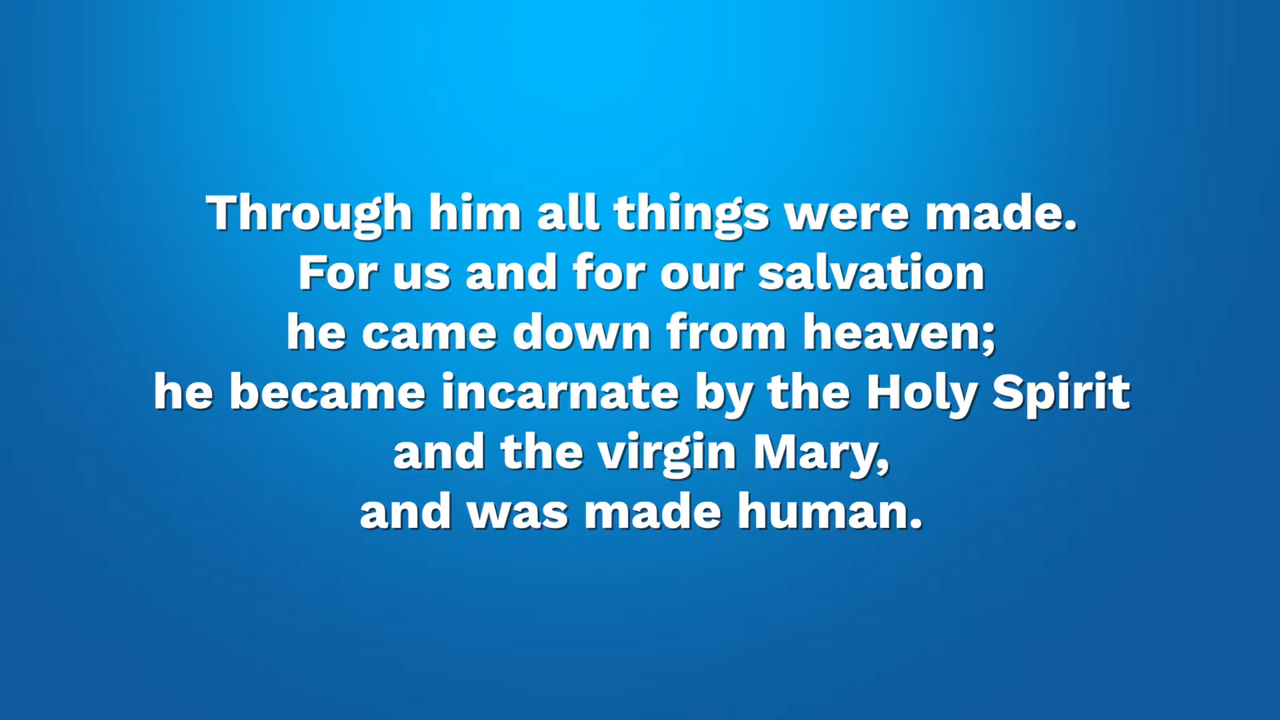 Through him all things were made.
For us and for our salvation
he came down from heaven;
he became incarnate by the Holy Spirit
and the virgin Mary,
and was made human.